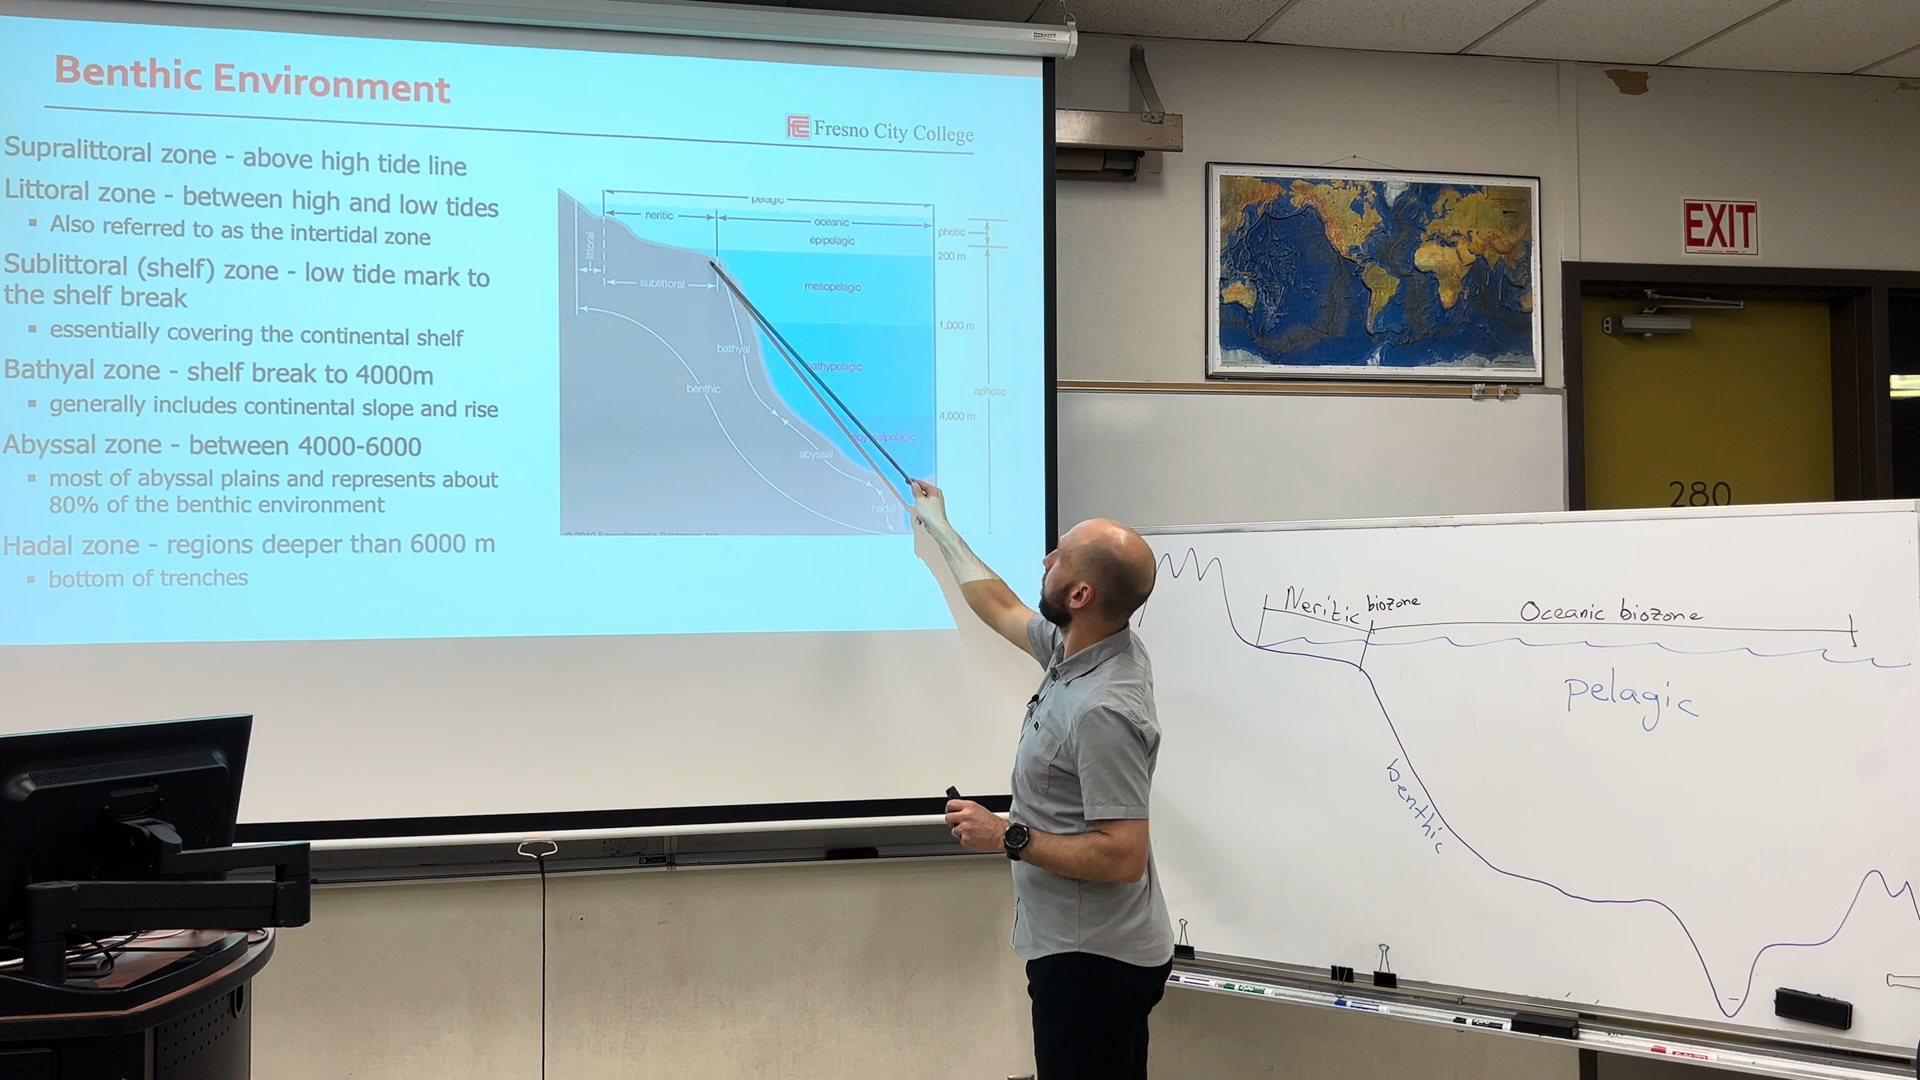 Benthic Environment
Fresno City College
Supralittoral zone - above high tide line
Littoral zone - between high and low tides
▪ Also referred to as the intertidal zone
Sublittoral (shelf) zone - low tide mark to
the shelf break
▪ essentially covering the continental shelf
Bathyal zone - shelf break to 4000m
▪ generally includes continental slope and rise
Abyssal zone - between 4000-6000
▪ most of abyssal plains and represents about
80% of the benthic environment
Hadal zone - regions deeper than 6000 m
▪ bottom of trenches
pelagic
neritic
oceanic
epipelagic
photic
200 m
littoral
sublittoral
mesopelagic
1,000 m
bathyal
benthic
aphotic
4,000 m
abyssal
hadal
EXIT
280
Neritic biozone
Oceanic biozone
pelagic
benthic